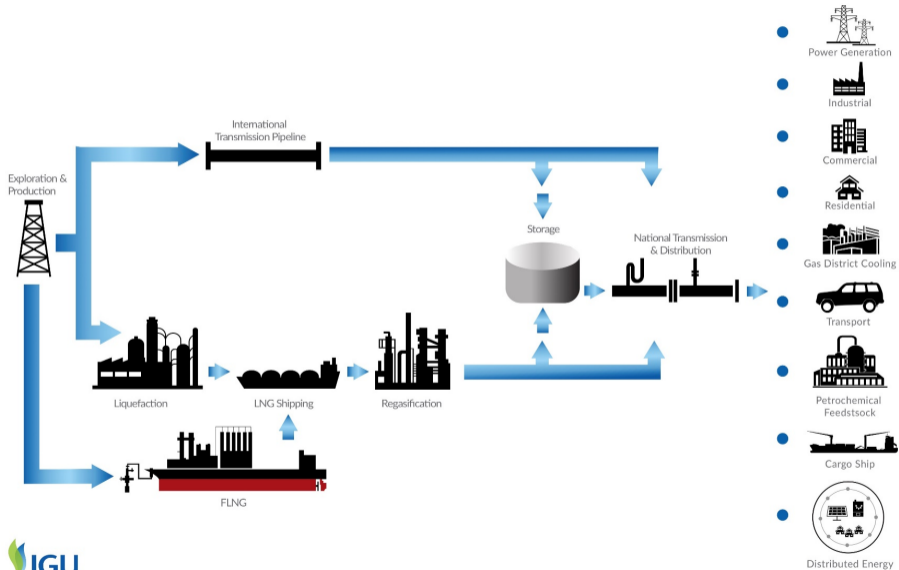 International
Transmission Pipeline
Exploration &
Production
Storage
National Transmission
& Distribution
Liquefaction
LNG Shipping
Regasification
FLNG
Power Generation
Industrial
Commercial
Residential
Gas District Cooling
Transport
Petrochemical
Feedstsock
Cargo Ship
Distributed Energy
IGU